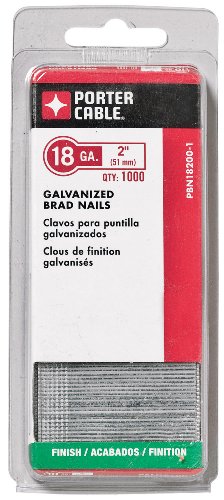 PORTER
CABLE®
18 GA. 2"
(51 mm)
QTY: 1000
GALVANIZED
BRAD NAILS
Clavos para puntilla
galvanizados
Clous de finition
galvanisés
PBN18200-1
FINISH / ACABADOS / FINITION